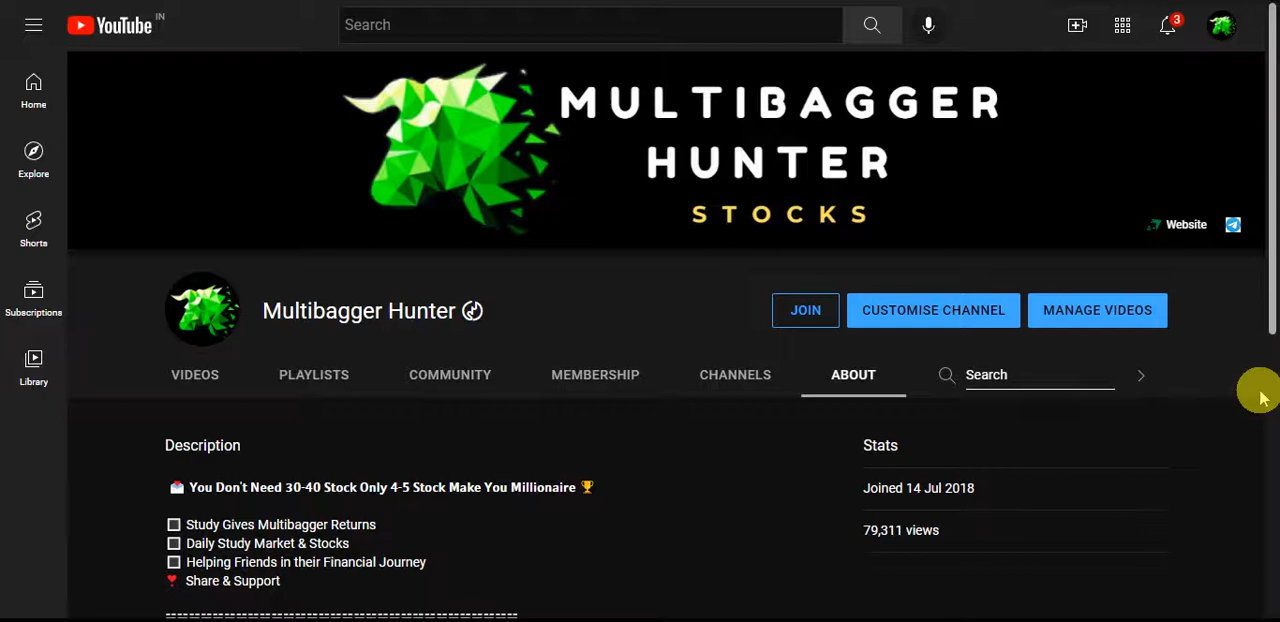 YouTube IN
Search
3
Home
Explore
Shorts
Subscriptions
Library
MULTIBAGGER
HUNTER
STOCKS
Website
Multibagger Hunter
JOIN
CUSTOMISE CHANNEL
MANAGE VIDEOS
VIDEOS
PLAYLISTS
COMMUNITY
MEMBERSHIP
CHANNELS
ABOUT
Search
Description
💌 You Don't Need 30-40 Stock Only 4-5 Stock Make You Millionaire 🏆
🔲 Study Gives Multibagger Returns
🔲 Daily Study Market & Stocks
🔲 Helping Friends in their Financial Journey
❣ Share & Support
==================================================
Stats
Joined 14 Jul 2018
79,311 views